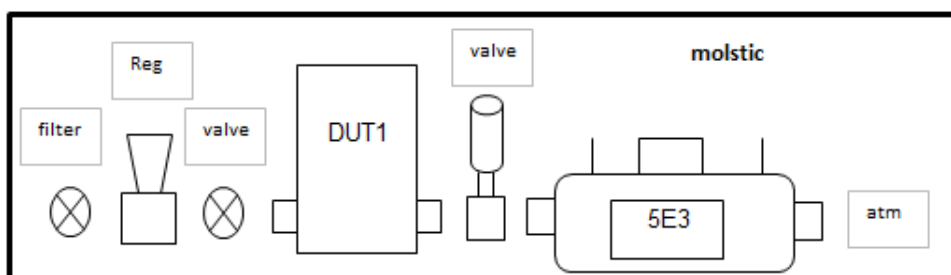 molstic
valve
Reg
filter
valve
DUT1
5E3
atm